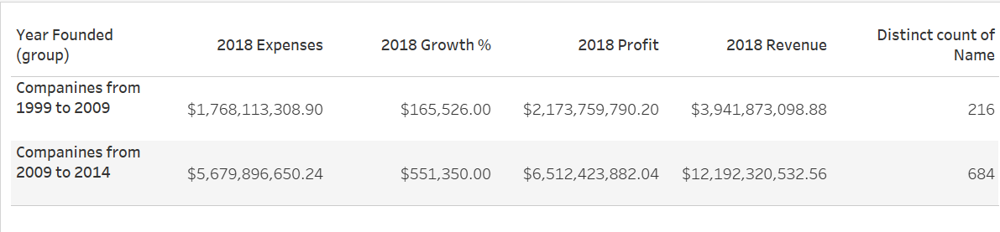 Year Founded (group) 2018 Expenses 2018 Growth % 2018 Profit 2018 Revenue Distinct count of Name
Companines from 1999 to 2009 $1,768,113,308.90 $165,526.00 $2,173,759,790.20 $3,941,873,098.88 216
Companines from 2009 to 2014 $5,679,896,650.24 $551,350.00 $6,512,423,882.04 $12,192,320,532.56 684